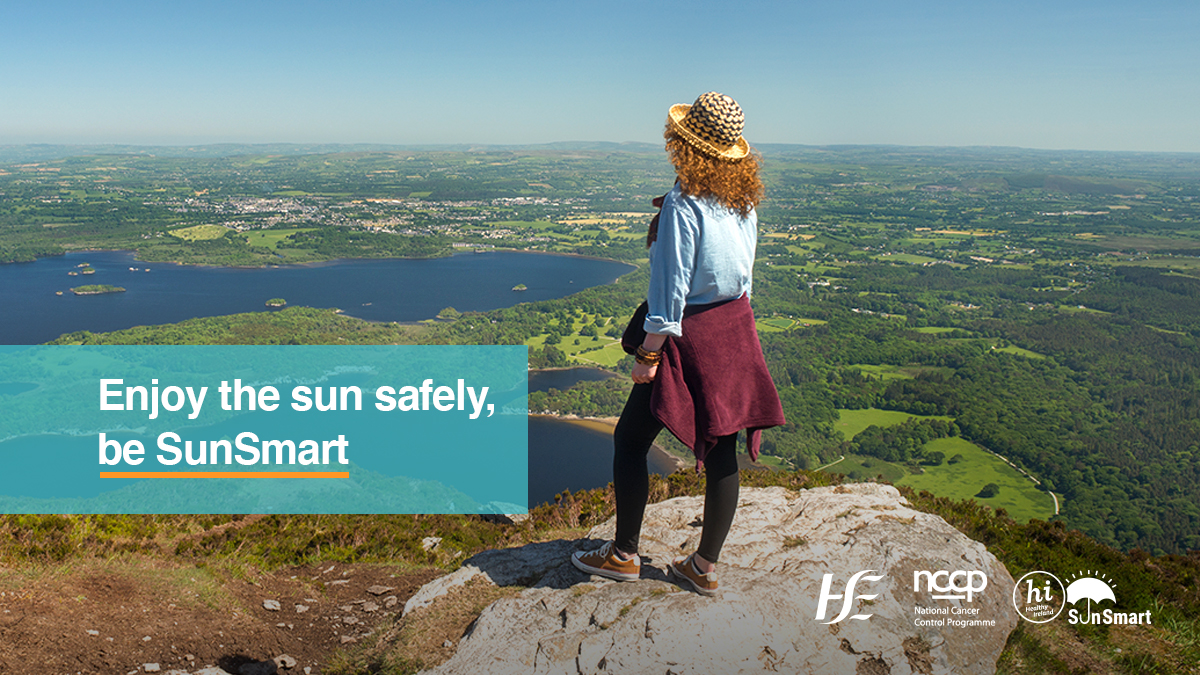 Enjoy the sun safely,
be SunSmart
HSE
nccp
National Cancer
Control Programme
hi
Healthy
Ireland
SunSmart